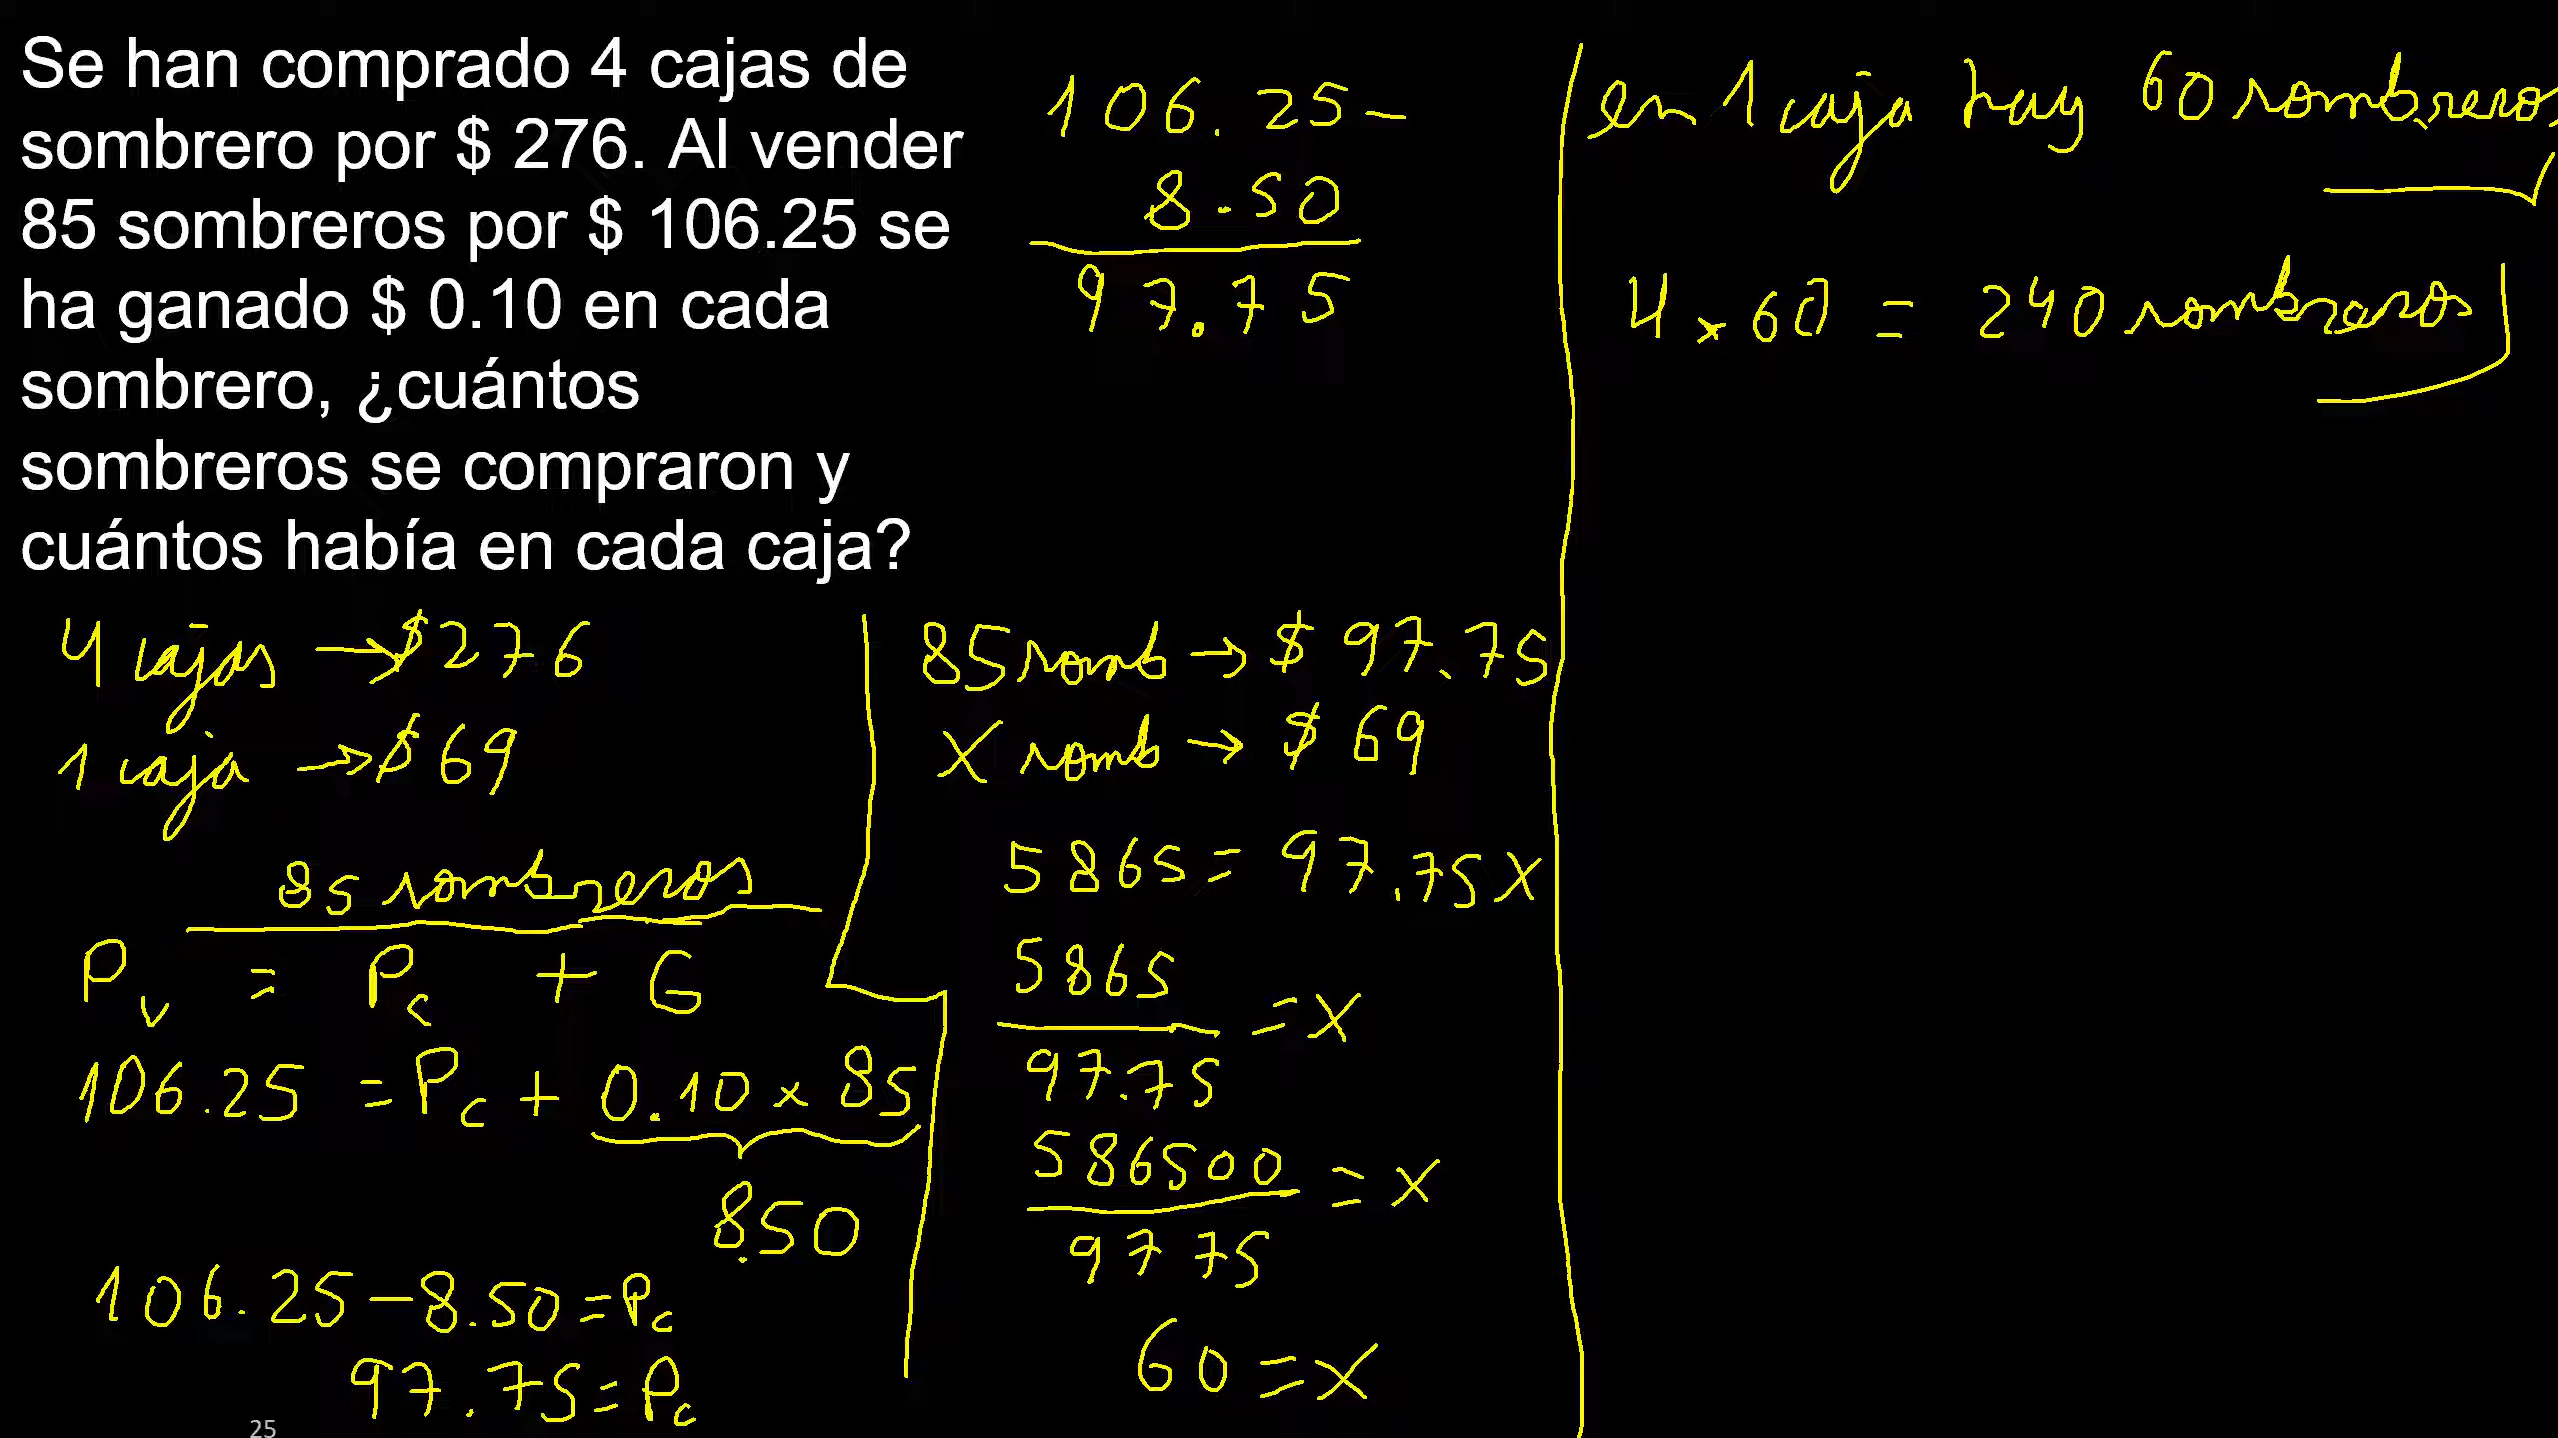 Se han comprado 4 cajas de
sombrero por $ 276. Al vender
85 sombreros por $ 106.25 se
ha ganado $ 0.10 en cada
sombrero, ¿cuántos
sombreros se compraron y
cuántos había en cada caja?
4 cajas → $276
1 caja → $69
85 sombreros
Pv = Pc + G
106.25 = Pc + 0.10 x 85
8.50
106.25 - 8.50 = Pc
97.75 = Pc
25
106.25 -
8.50
97.75
85 somb → $ 97.75
x somb → $ 69
5865 = 97.75x
5865
97.75
= x
586500
9775
= x
60 = x
en 1 caja hay 60 sombreros
4 x 60 = 240 sombreros